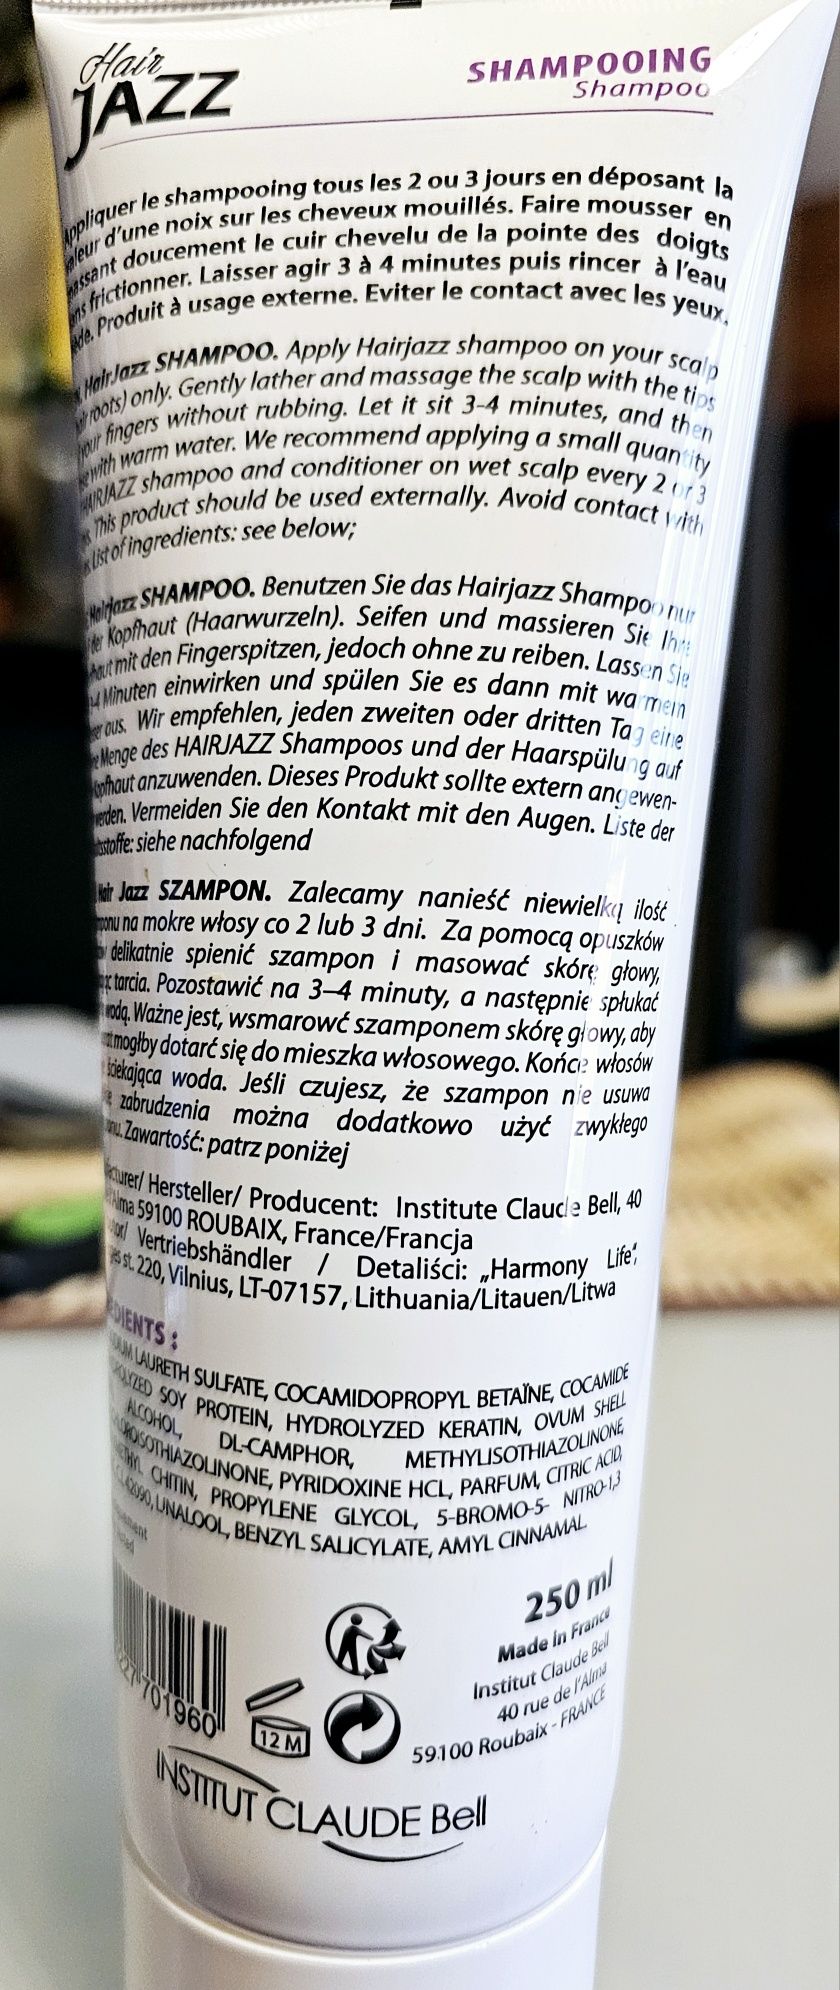 Hair
JAZZ
SHAMPOOING
Shampoo
le shampooing tous les 2 ou 3 jours en déposant la
d'une noix sur les cheveux mouillés. Faire mousser en
doucement le cuir chevelu de la pointe des doigts
frictionner. Laisser agir 3 à 4 minutes puis rincer à l'eau
Produit à usage externe. Eviter le contact avec les yeux.
HairJazz SHAMPOO. Apply Hairjazz shampoo on your scalp
roots) only. Gently lather and massage the scalp with the tips
fingers without rubbing. Let it sit 3-4 minutes, and then
with warm water. We recommend applying a small quantity
HAIRJAZZ shampoo and conditioner on wet scalp every 2 or 3
This product should be used externally. Avoid contact with
List of ingredients: see below;
Hairjazz SHAMPOO. Benutzen Sie das Hairjazz Shampoo nur
der Kopfhaut (Haarwurzeln). Seifen und massieren Sie Ihre
mit den Fingerspitzen, jedoch ohne zu reiben. Lassen Sie
Minuten einwirken und spülen Sie es dann mit warmem
aus. Wir empfehlen, jeden zweiten oder dritten Tag eine
Menge des HAIRJAZZ Shampoos und der Haarspülung auf
anzuwenden. Dieses Produkt sollte extern angewen-
werden. Vermeiden Sie den Kontakt mit den Augen. Liste der
siehe nachfolgend
Hair Jazz SZAMPON. Zalecamy nanieść niewielką ilość
na mokre włosy co 2 lub 3 dni. Za pomocą opuszków
delikatnie spienić szampon i masować skórę głowy,
tarcia. Pozostawić na 3–4 minuty, a następnie spłukać
wodą. Ważne jest, wsmarowć szamponem skórę głowy, aby
mogłby dotarć się do mieszka włosowego. Końce włosów
ściekająca woda. Jeśli czujesz, że szampon nie usuwa
zabrudzenia można dodatkowo użyć zwykłego
Zawartość: patrz poniżej
Hersteller/ Producent: Institute Claude Bell, 40
59100 ROUBAIX, France/Francja
Vertriebshändler / Detaliści: „Harmony Life",
st. 220, Vilnius, LT-07157, Lithuania/Litauen/Litwa
LAURETH SULFATE, COCAMIDOPROPYL BETAÏNE, COCAMIDE
SOY PROTEIN, HYDROLYZED KERATIN, OVUM SHELL
ALCOHOL, DL-CAMPHOR, METHYLISOTHIAZOLINONE,
PYRIDOXINE HCL, PARFUM, CITRIC ACID,
CHITIN, PROPYLENE GLYCOL, 5-BROMO-5- NITRO-1,3
42090, LINALOOL, BENZYL SALICYLATE, AMYL CINNAMAL
250 ml
Made in France
Institut Claude Bell
40 rue de l'Alma
59100 Roubaix - FRANCE
701960
12 M
INSTITUT CLAUDE Bell